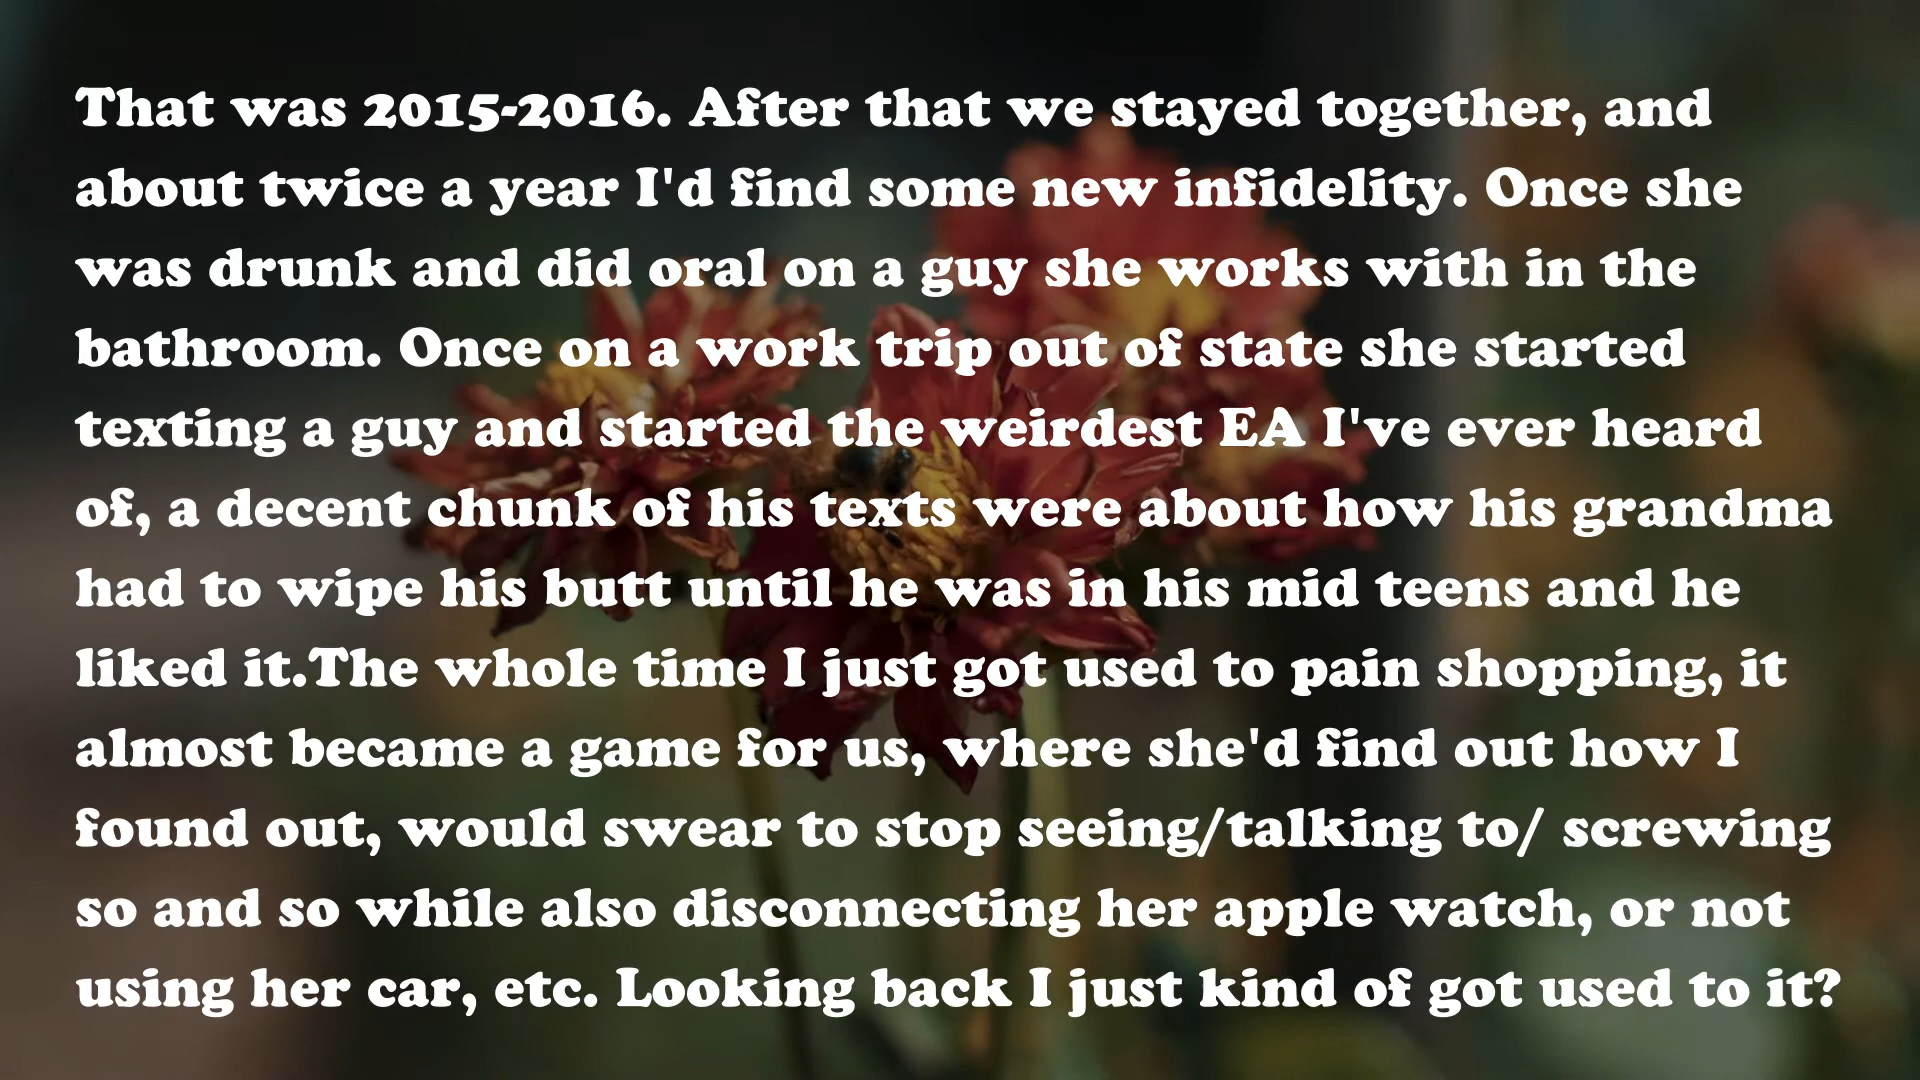 That was 2015-2016. After that we stayed together, and
about twice a year I'd find some new infidelity. Once she
was drunk and did oral on a guy she works with in the
bathroom. Once on a work trip out of state she started
texting a guy and started the weirdest EA I've ever heard
of, a decent chunk of his texts were about how his grandma
had to wipe his butt until he was in his mid teens and he
liked it.The whole time I just got used to pain shopping, it
almost became a game for us, where she'd find out how I
found out, would swear to stop seeing/talking to/ screwing
so and so while also disconnecting her apple watch, or not
using her car, etc. Looking back I just kind of got used to it?